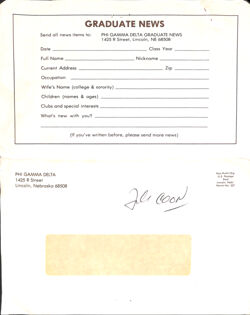 GRADUATE NEWS
Send all news items to: PHI GAMMA DELTA GRADUATE NEWS
1425 R Street, Lincoln, NE 68508
Date Class Year
Full Name Nickname
Current Address Zip
Occupation
Wife's Name (college & sorority)
Children (names & ages)
Clubs and special interests
What's new with you?
(If you've written before, please send more news)
PHI GAMMA DELTA
1425 R Street
Lincoln, Nebraska 68508
COON